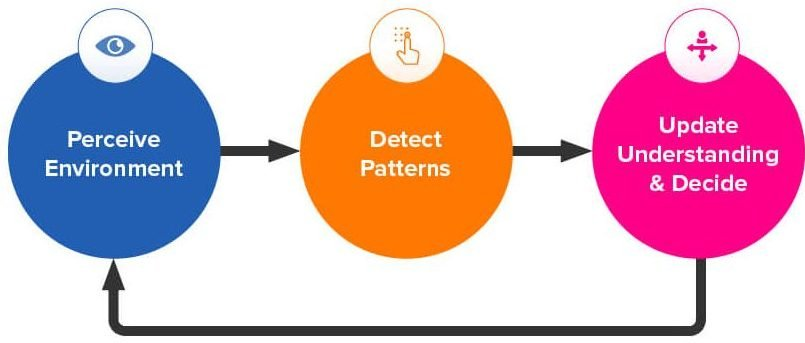 Perceive
Environment
Detect
Patterns
Update
Understanding
& Decide